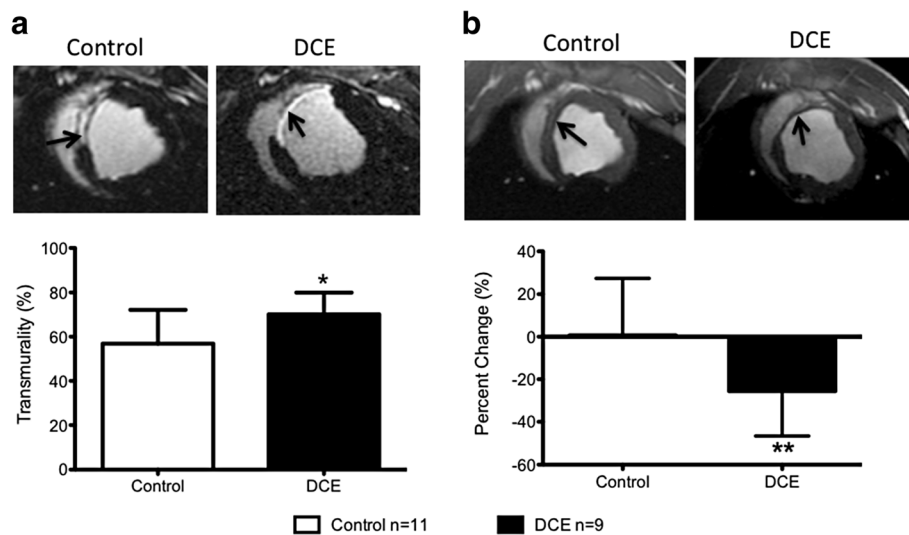 a
Control DCE
Transmurality (%)
100
80
60
40
20
0
*
Control DCE
b
Control DCE
Percent Change (%)
40
20
0
-20
-40
-60
**
Control DCE
Control n=11 DCE n=9